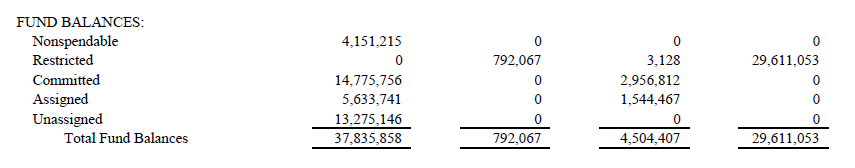 FUND BALANCES:
Nonspendable 4,151,215 0 0 0
Restricted 0 792,067 3,128 29,611,053
Committed 14,775,756 0 2,956,812 0
Assigned 5,633,741 0 1,544,467 0
Unassigned 13,275,146 0 0 0
Total Fund Balances 37,835,858 792,067 4,504,407 29,611,053